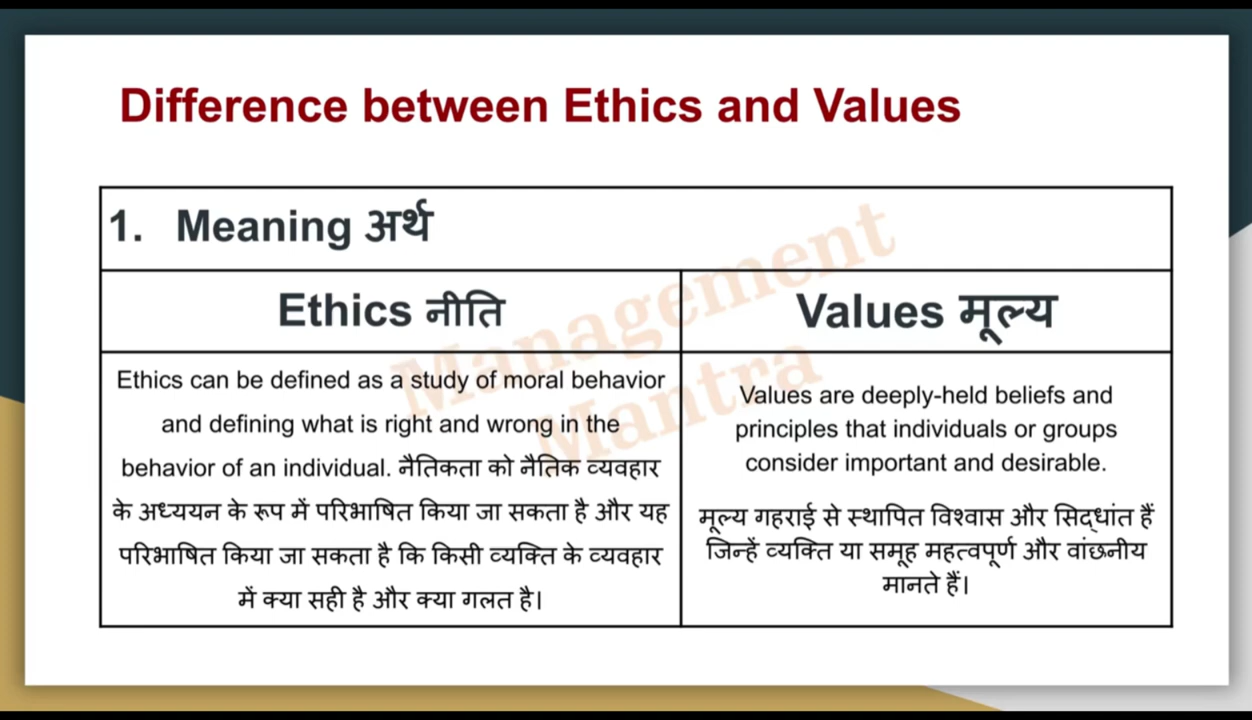 Difference between Ethics and Values
1. Meaning अर्थ
Ethics नीति
Values मूल्य
Ethics can be defined as a study of moral behavior
and defining what is right and wrong in the
behavior of an individual. नैतिकता को नैतिक व्यवहार
के अध्ययन के रूप में परिभाषित किया जा सकता है और यह
परिभाषित किया जा सकता है कि किसी व्यक्ति के व्यवहार
में क्या सही है और क्या गलत है।
Values are deeply-held beliefs and
principles that individuals or groups
consider important and desirable.
मूल्य गहराई से स्थापित विश्वास और सिद्धांत हैं
जिन्हें व्यक्ति या समूह महत्वपूर्ण और वांछनीय
मानते हैं।
Management
Mantra